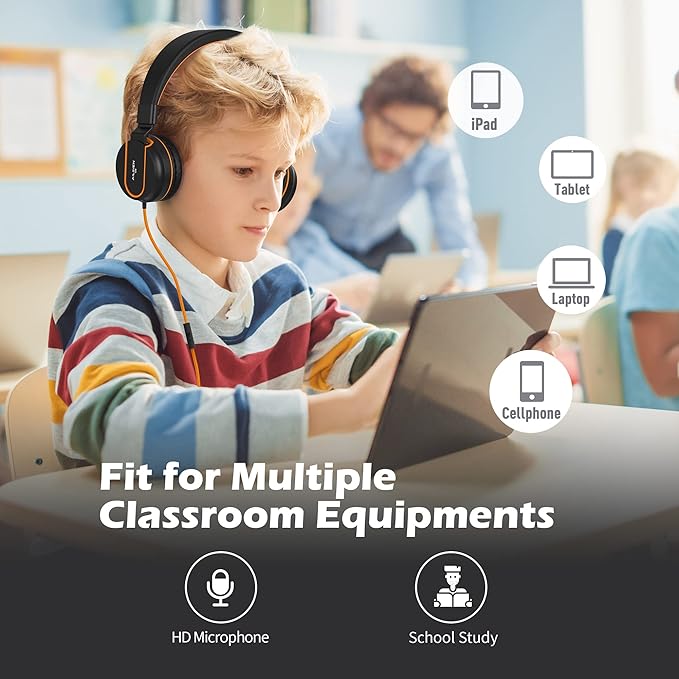 iPad
Tablet
Laptop
Cellphone
Fit for Multiple
Classroom Equipments
HD Microphone
School Study